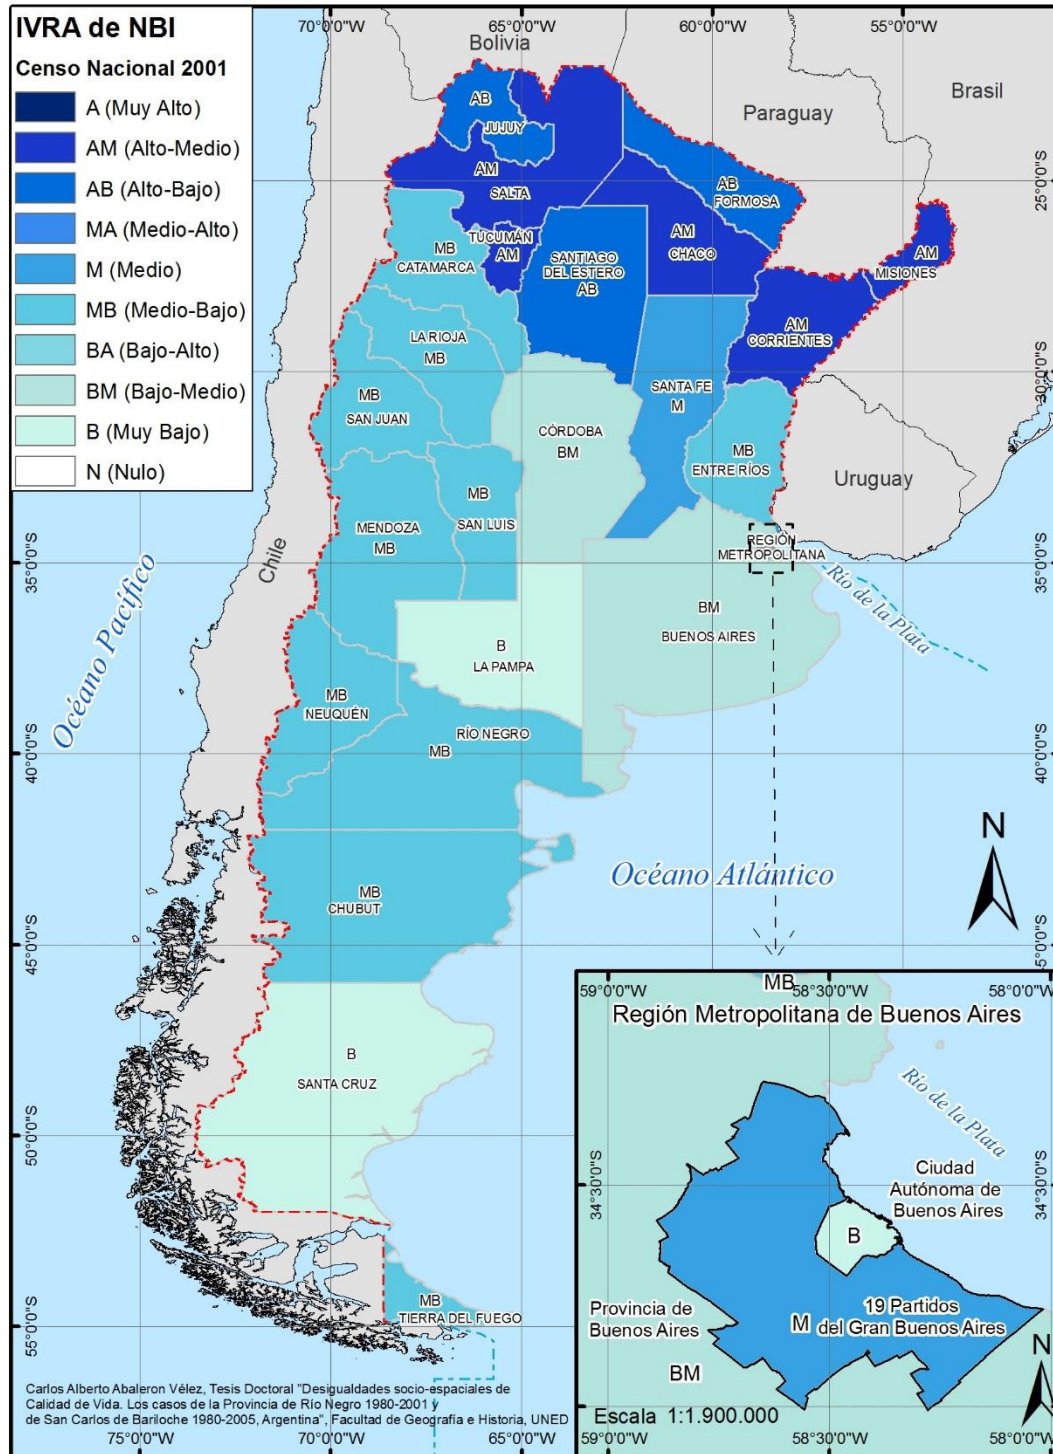 IVRA de NBI
Censo Nacional 2001
A (Muy Alto)
AM (Alto-Medio)
AB (Alto-Bajo)
MA (Medio-Alto)
M (Medio)
MB (Medio-Bajo)
BA (Bajo-Alto)
BM (Bajo-Medio)
B (Muy Bajo)
N (Nulo)
70°0'0"W
65°0'0"W
60°0'0"W
55°0'0"W
Bolivia
Paraguay
Brasil
AB
JUJUY
AM
SALTA
AB
FORMOSA
25°0'0"S
25°0'0"S
AM
CHACO
TUCUMÁN
AM
MB
CATAMARCA
SANTIAGO
DEL ESTERO
AB
AM
MISIONES
AM
CORRIENTES
LA RIOJA
MB
30°0'0"S
30°0'0"S
MB
SAN JUAN
SANTA FE
M
CÓRDOBA
BM
MB
ENTRE RÍOS
Uruguay
MB
SAN LUIS
MENDOZA
MB
REGIÓN
METROPOLITANA
35°0'0"S
35°0'0"S
Chile
Océano Pacífico
Río de la Plata
BM
BUENOS AIRES
B
LA PAMPA
MB
NEUQUÉN
RÍO NEGRO
MB
40°0'0"S
40°0'0"S
N
Océano Atlántico
MB
CHUBUT
45°0'0"S
5°0'0"S
B
SANTA CRUZ
50°0'0"S
MB
TIERRA DEL FUEGO
55°0'0"S
59°0'0"W
MB
58°30'0"W
58°0'0"W
Región Metropolitana de Buenos Aires
Río de la Plata
34°30'0"S
34°30'0"S
Ciudad
Autónoma de
Buenos Aires
B
Provincia de
Buenos Aires
19 Partidos
M del Gran Buenos Aires
BM
N
Escala 1:1.900.000
59°0'0"W
58°30'0"W
58°0'0"W
Carlos Alberto Abaleron Vélez, Tesis Doctoral "Desigualdades socio-espaciales de
Calidad de Vida. Los casos de la Provincia de Río Negro 1980-2001 y
de San Carlos de Bariloche 1980-2005, Argentina", Facultad de Geografía e Historia, UNED
75°0'0"W
70°0'0"W
65°0'0"W